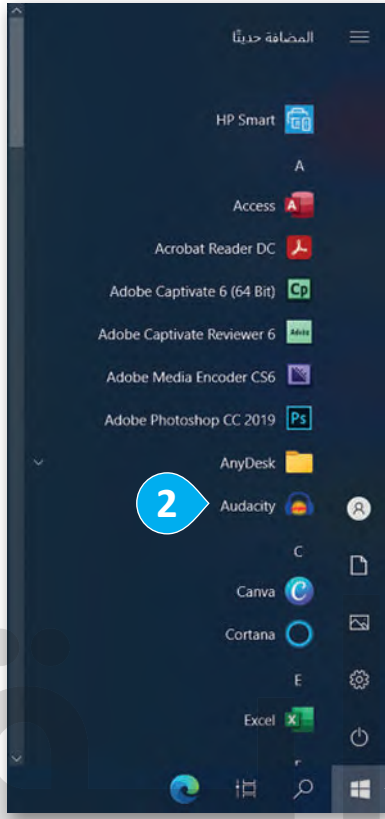 المضافة حديثًا
HP Smart
A
Access
Acrobat Reader DC
Adobe Captivate 6 (64 Bit)
Adobe Captivate Reviewer 6
Adobe Media Encoder CS6
Adobe Photoshop CC 2019
AnyDesk
2 Audacity
C
Canva
Cortana
E
Excel